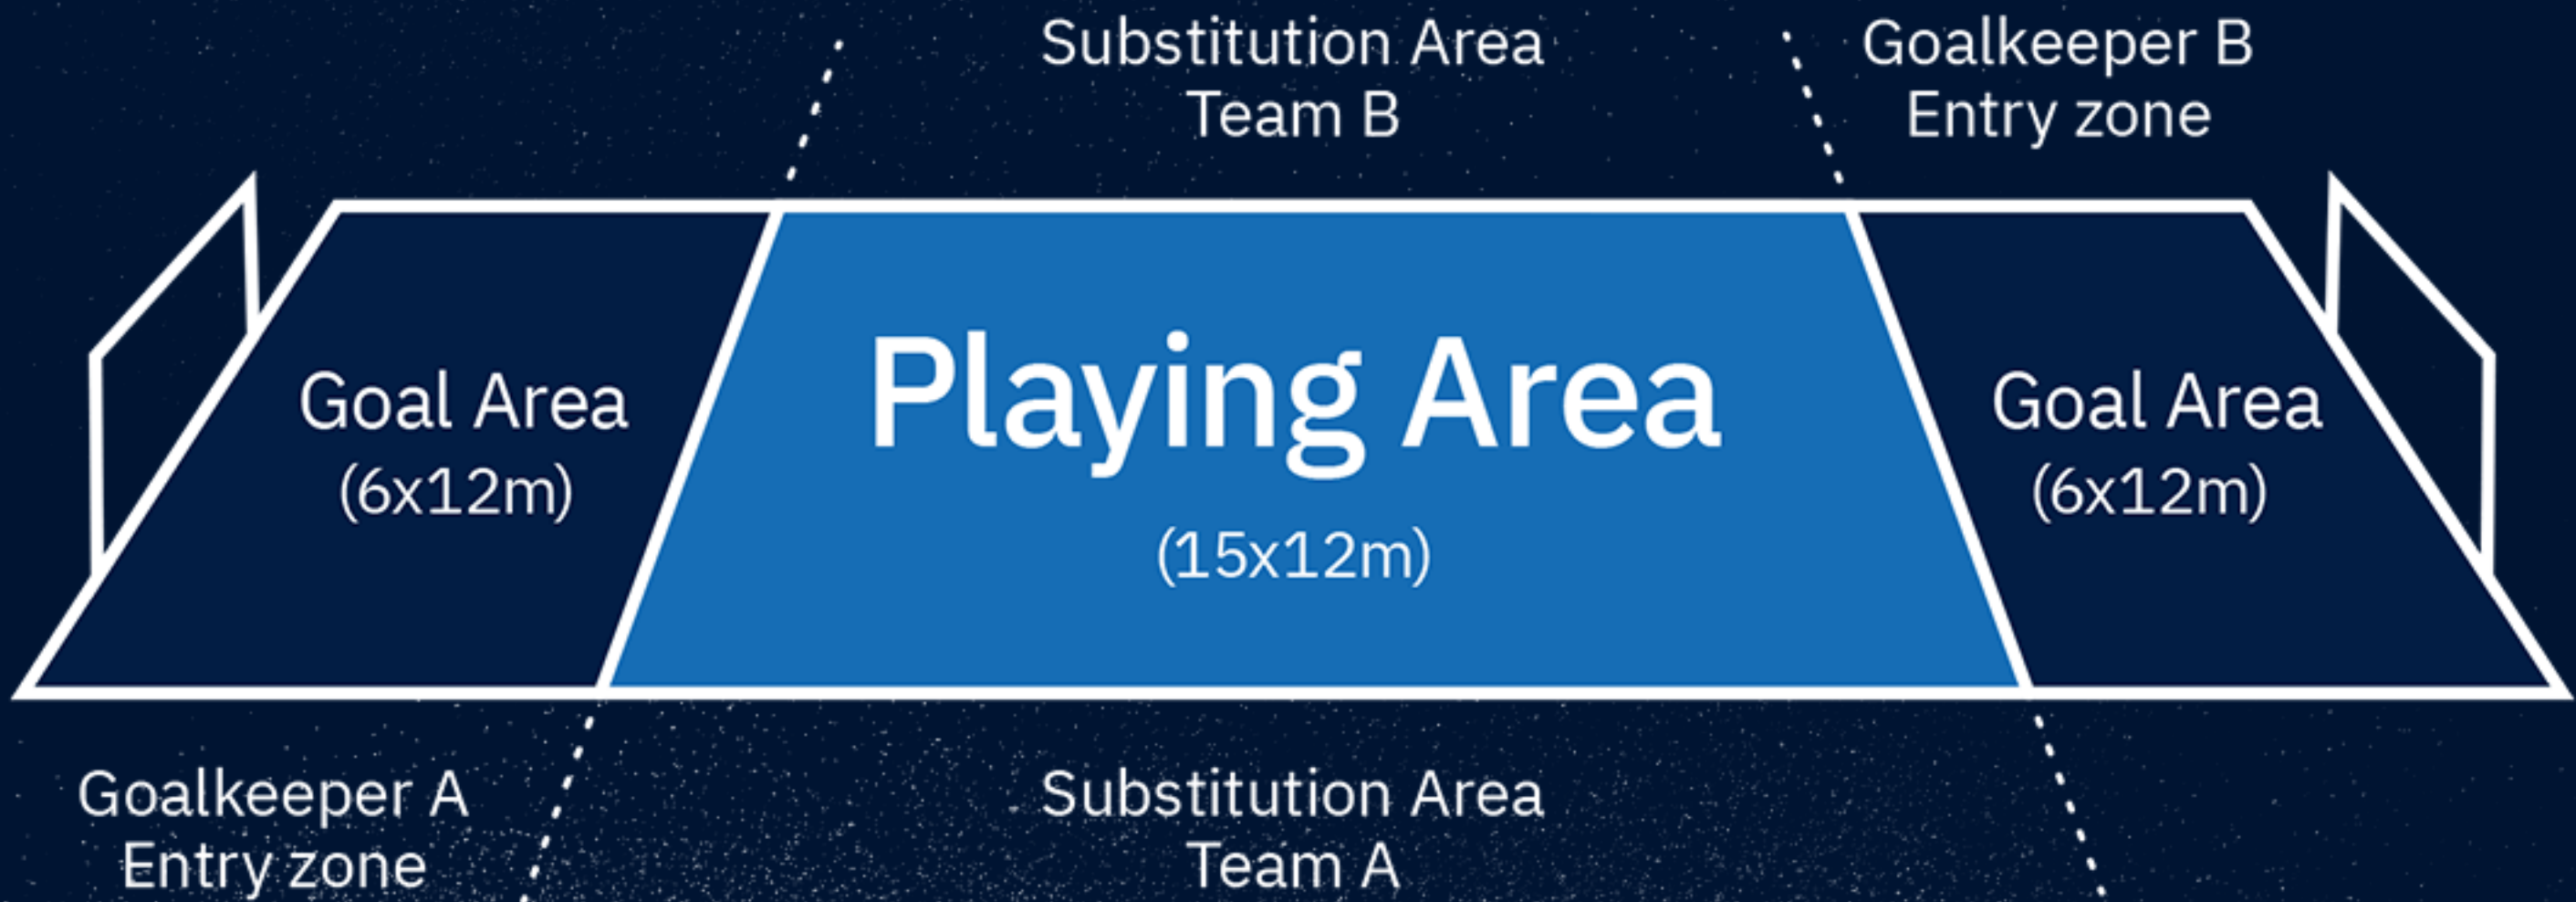 Substitution Area
Team B
Goalkeeper B
Entry zone
Goal Area
(6x12m)
Playing Area
(15x12m)
Goal Area
(6x12m)
Goalkeeper A
Entry zone
Substitution Area
Team A